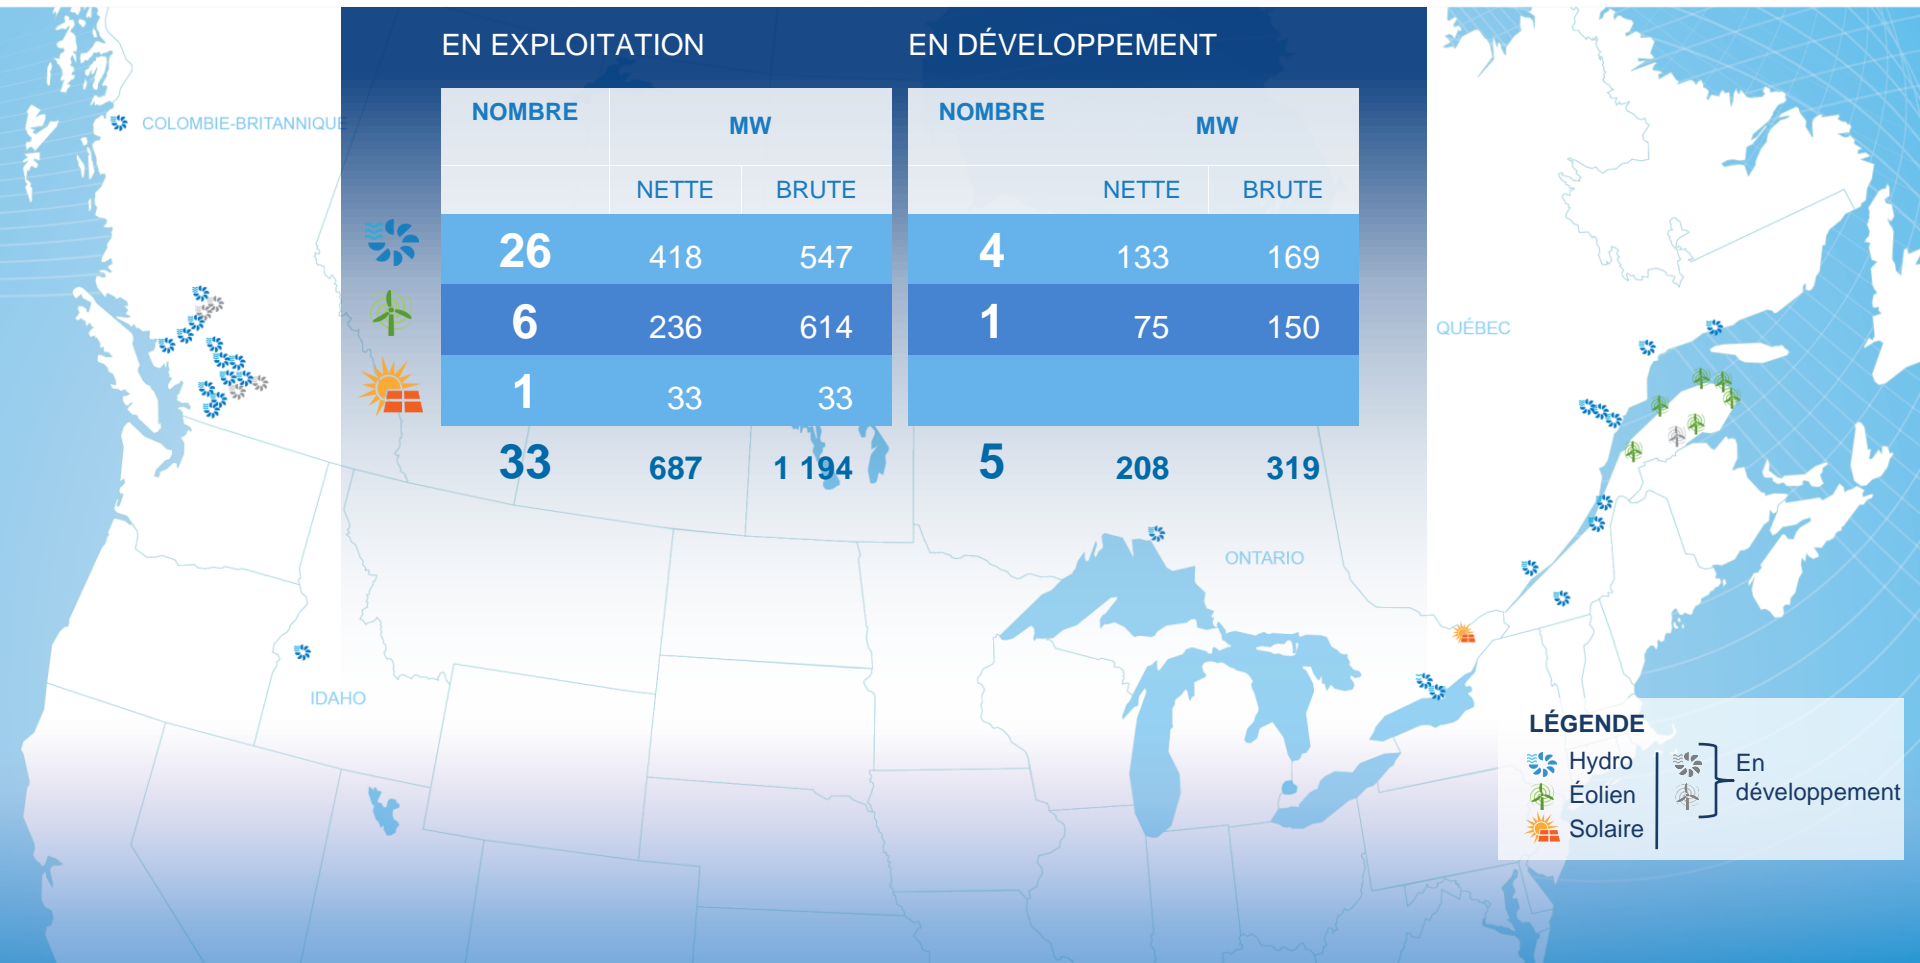 EN EXPLOITATION
EN DÉVELOPPEMENT
NOMBRE MW
NETTE BRUTE
26 418 547
6 236 614
1 33 33
33 687 1 194
NOMBRE MW
NETTE BRUTE
4 133 169
1 75 150
5 208 319
COLOMBIE-BRITANNIQUE
QUÉBEC
ONTARIO
IDAHO
LÉGENDE
Hydro
Éolien
Solaire
En
développement